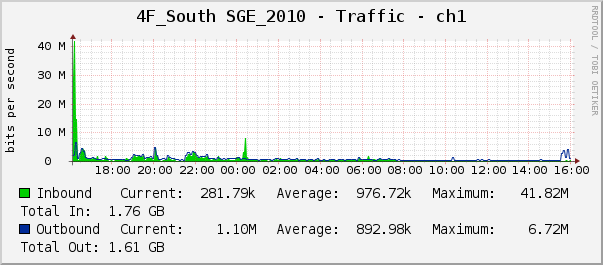 4F_South SGE_2010 - Traffic - ch1
RRDTOOL / TOBI OETIKER
bits per second
40 M
30 M
20 M
10 M
0
18:00 20:00 22:00 00:00 02:00 04:00 06:00 08:00 10:00 12:00 14:00 16:00
Inbound Current: 281.79k Average: 976.72k Maximum: 41.82M
Total In: 1.76 GB
Outbound Current: 1.10M Average: 892.98k Maximum: 6.72M
Total Out: 1.61 GB